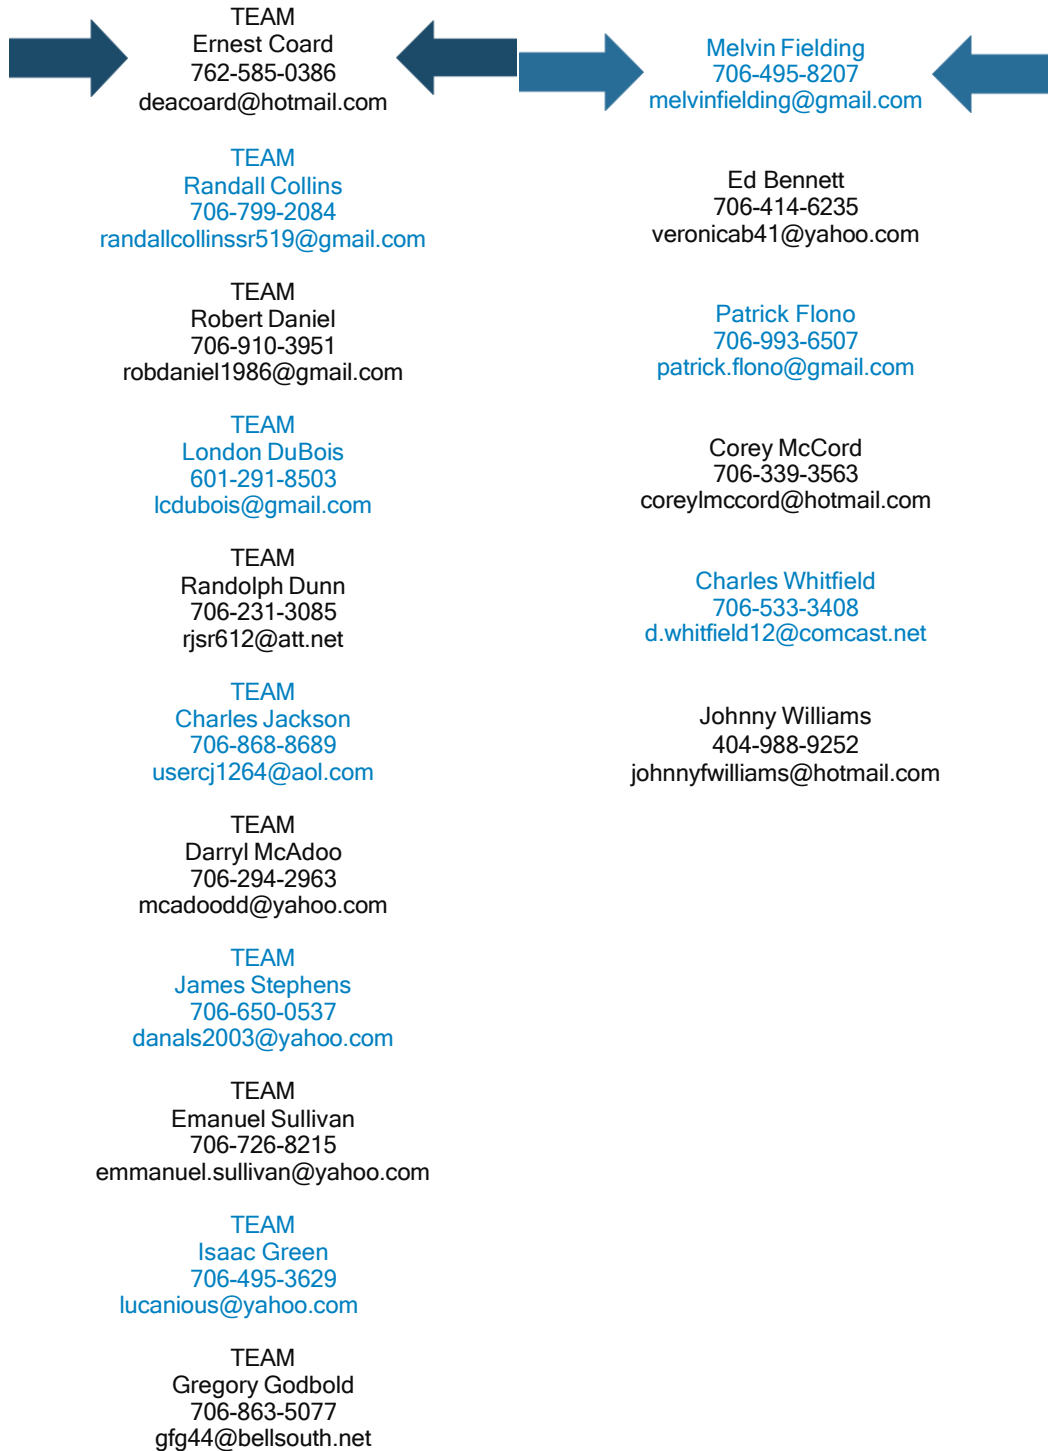 TEAM
Ernest Coard
762-585-0386
deacoard@hotmail.com
TEAM
Randall Collins
706-799-2084
randallcollinssr519@gmail.com
TEAM
Robert Daniel
706-910-3951
robdaniel1986@gmail.com
TEAM
London DuBois
601-291-8503
lcdubois@gmail.com
TEAM
Randolph Dunn
706-231-3085
rjsr612@att.net
TEAM
Charles Jackson
706-868-8689
usercj1264@aol.com
TEAM
Darryl McAdoo
706-294-2963
mcadoodd@yahoo.com
TEAM
James Stephens
706-650-0537
danals2003@yahoo.com
TEAM
Emanuel Sullivan
706-726-8215
emmanuel.sullivan@yahoo.com
TEAM
Isaac Green
706-495-3629
lucanious@yahoo.com
TEAM
Gregory Godbold
706-863-5077
gfg44@bellsouth.net
Melvin Fielding
706-495-8207
melvinfielding@gmail.com
Ed Bennett
706-414-6235
veronicab41@yahoo.com
Patrick Flono
706-993-6507
patrick.flono@gmail.com
Corey McCord
706-339-3563
coreylmccord@hotmail.com
Charles Whitfield
706-533-3408
d.whitfield12@comcast.net
Johnny Williams
404-988-9252
johnnyfwilliams@hotmail.com